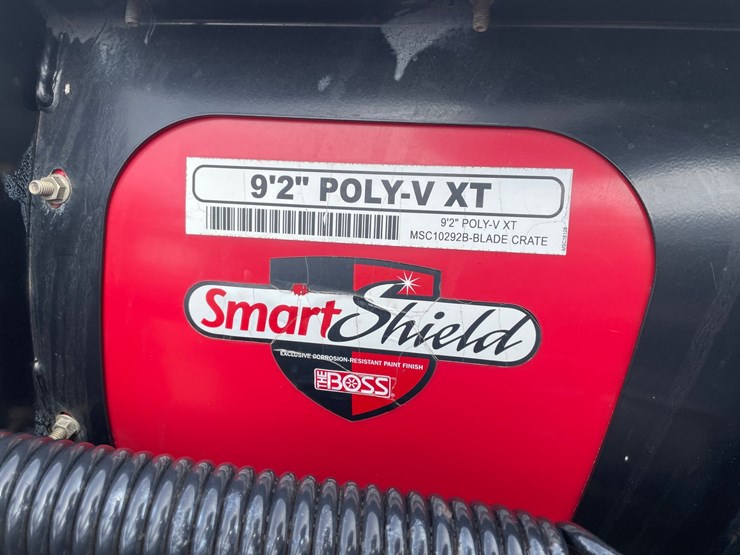 9'2" POLY-V XT
9'2" POLY-V XT
MSC10292B-BLADE CRATE
SmartShield
EXCLUSIVE CORROSION-RESISTANT PAINT FINISH
THE BOSS